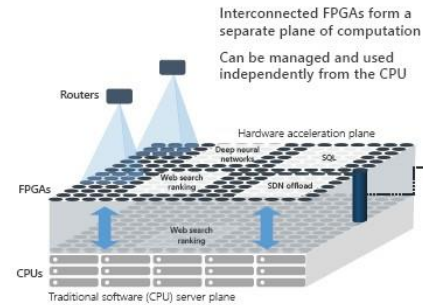 Interconnected FPGAs form a
separate plane of computation
Can be managed and used
independently from the CPU
Routers
Hardware acceleration plane
Deep neural
networks
SQL
Web search
ranking
SDN offload
FPGAs
Web search
ranking
CPUs
Traditional software (CPU) server plane